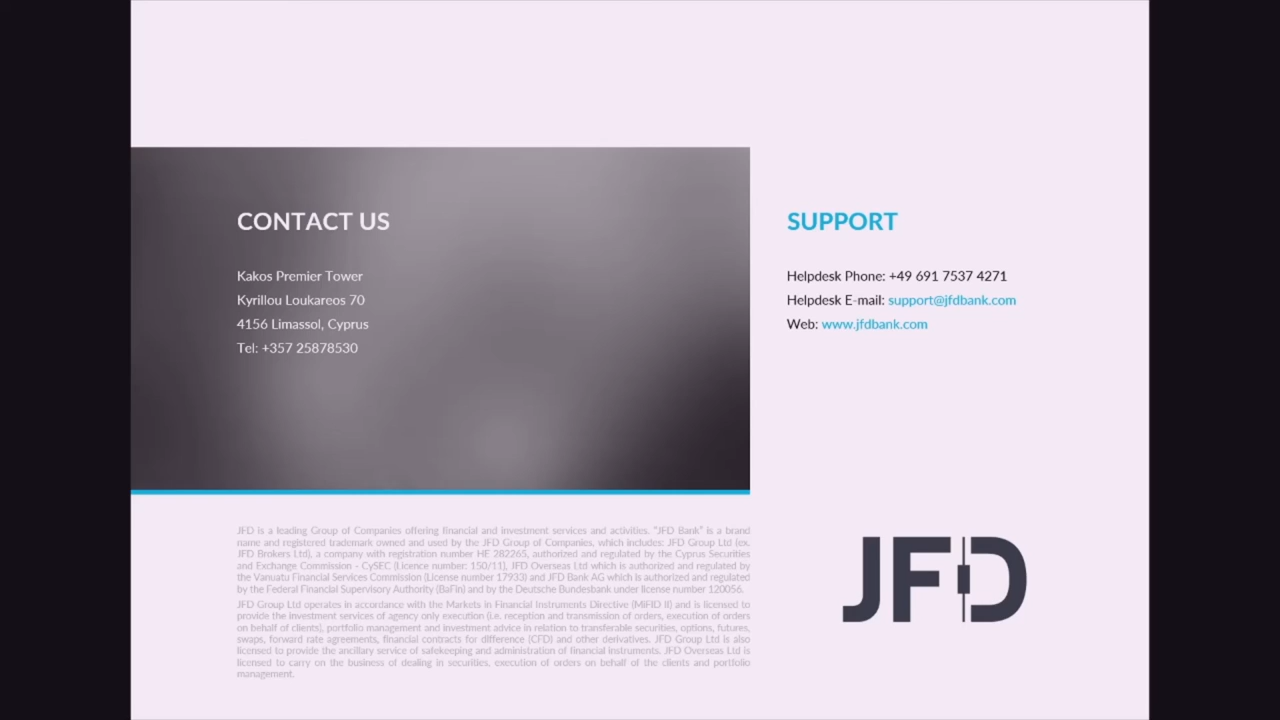 CONTACT US
Kakos Premier Tower
Kyrillou Loukareos 70
4156 Limassol, Cyprus
Tel: +357 25878530
SUPPORT
Helpdesk Phone: +49 691 7537 4271
Helpdesk E-mail: support@jfdbank.com
Web: www.jfdbank.com
JFD is a leading Group of Companies offering financial and investment services and activities. "JFD Bank" is a brand
name and registered trademark owned and used by the JFD Group of Companies, which includes: JFD Group Ltd (ex.
JFD Brokers Ltd), a company with registration number HE 282265, authorized and regulated by the Cyprus Securities
and Exchange Commission - CySEC (Licence number: 150/11), JFD Overseas Ltd which is authorized and regulated by
the Vanuatu Financial Services Commission (License number 17933) and JFD Bank AG which is authorized and regulated
by the Federal Financial Supervisory Authority (BaFin) and by the Deutsche Bundesbank under license number 120056.
JFD Group Ltd operates in accordance with the Markets in Financial Instruments Directive (MiFID II) and is licensed to
provide the investment services of agency only execution (i.e. reception and transmission of orders, execution of orders
on behalf of clients), portfolio management and investment advice in relation to transferable securities, options, futures,
swaps, forward rate agreements, financial contracts for difference (CFD) and other derivatives. JFD Group Ltd is also
licensed to provide the ancillary service of safekeeping and administration of financial instruments. JFD Overseas Ltd is
licensed to carry on the business of dealing in securities, execution of orders on behalf of the clients and portfolio
management.
JFD